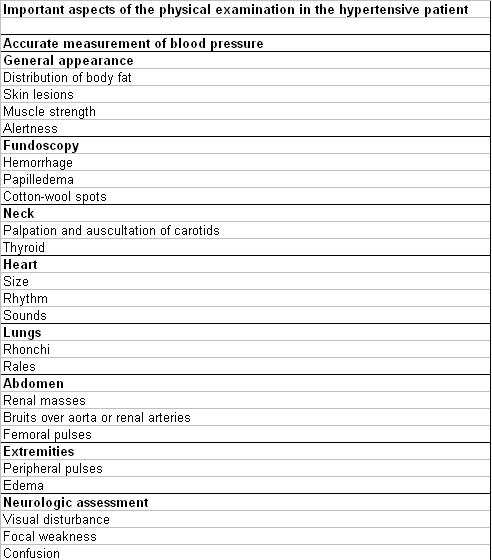 Important aspects of the physical examination in the hypertensive patient
Accurate measurement of blood pressure
General appearance
Distribution of body fat
Skin lesions
Muscle strength
Alertness
Fundoscopy
Hemorrhage
Papilledema
Cotton-wool spots
Neck
Palpation and auscultation of carotids
Thyroid
Heart
Size
Rhythm
Sounds
Lungs
Rhonchi
Rales
Abdomen
Renal masses
Bruits over aorta or renal arteries
Femoral pulses
Extremities
Peripheral pulses
Edema
Neurologic assessment
Visual disturbance
Focal weakness
Confusion